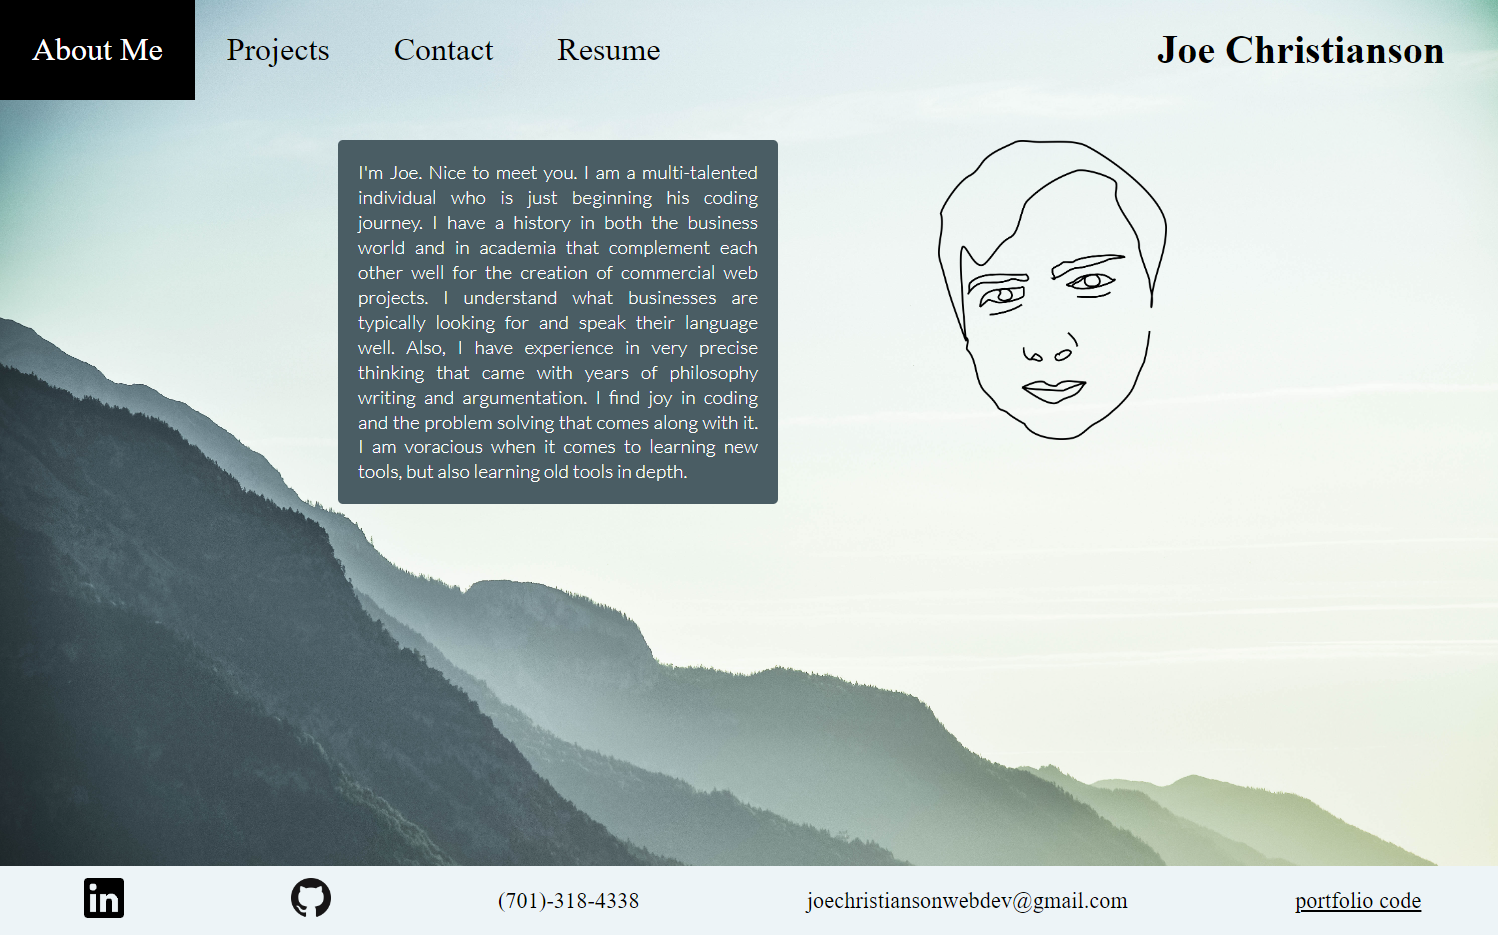 About Me Projects Contact Resume Joe Christianson
I'm Joe. Nice to meet you. I am a multi-talented
individual who is just beginning his coding
journey. I have a history in both the business
world and in academia that complement each
other well for the creation of commercial web
projects. I understand what businesses are
typically looking for and speak their language
well. Also, I have experience in very precise
thinking that came with years of philosophy
writing and argumentation. I find joy in coding
and the problem solving that comes along with it.
I am voracious when it comes to learning new
tools, but also learning old tools in depth.
in (701)-318-4338 joechristiansonwebdev@gmail.com portfolio code